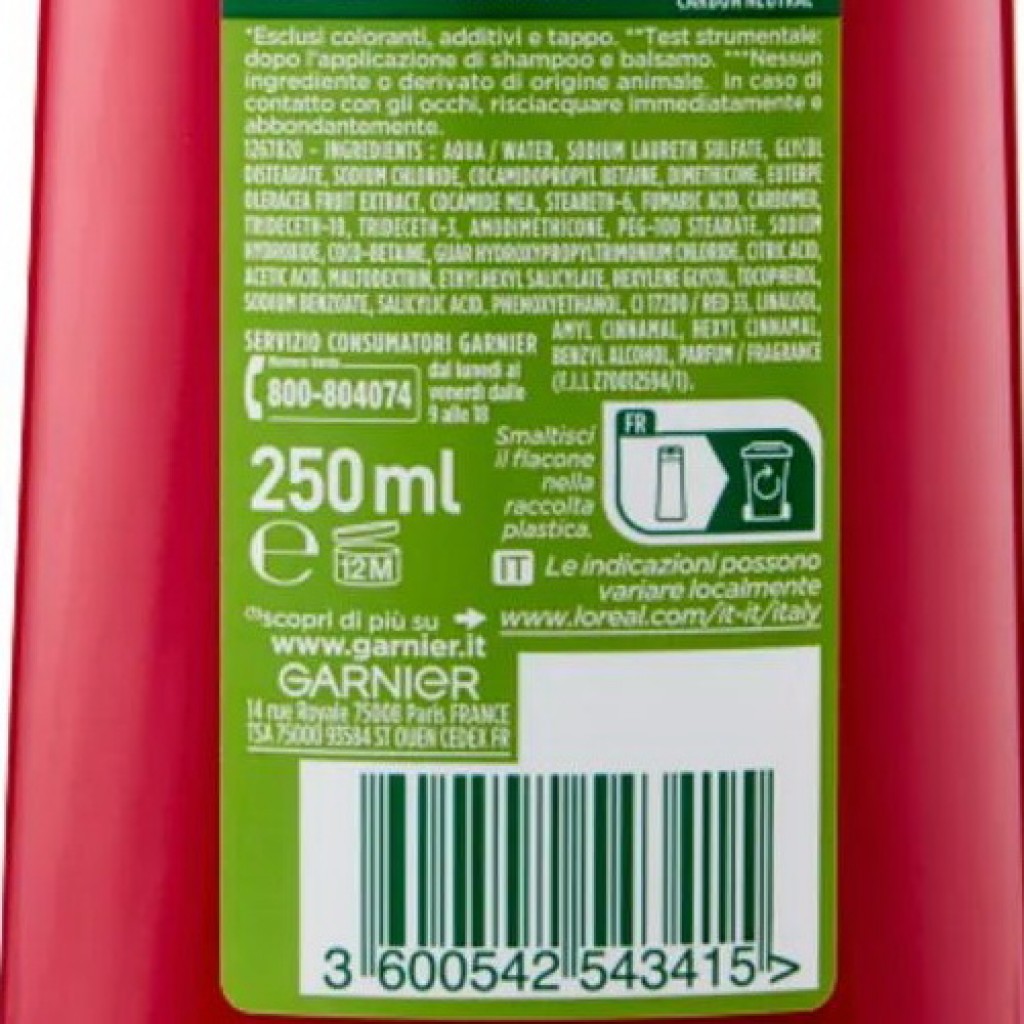 CARBON NEUTRAL
*Esclusi coloranti, additivi e tappo. **Test strumentale:
dopo l'applicazione di shampoo e balsamo. ***Nessun
ingrediente o derivato di origine animale. In caso di
contatto con gli occhi, risciacquare immediatamente e
abbondantemente.
1267820 - INGREDIENTS : AQUA / WATER, SODIUM LAURETH SULFATE, GLYCOL
DISTEARATE, SODIUM CHLORIDE, COCAMIDOPROPYL BETAINE, DIMETHICONE, EUTERPE
OLERACEA FRUIT EXTRACT, COCAMIDE MEA, STEARETH-6, FUMARIC ACID, CARBOMER,
TRIDECETH-10, TRIDECETH-3, AMODIMETHICONE, PEG-100 STEARATE, SODIUM
HYDROXIDE, COCO-BETAINE, GUAR HYDROXYPROPYLTRIMONIUM CHLORIDE, CITRIC ACID,
ACETIC ACID, MALTODEXTRIN, ETHYLHEXYL SALICYLATE, HEXYLENE GLYCOL, TOCOPHEROL,
SODIUM BENZOATE, SALICYLIC ACID, PHENOXYETHANOL, CI 17200 / RED 33, LINALOOL,
AMYL CINNAMAL, HEXYL CINNAMAL,
BENZYL ALCOHOL, PARFUM / FRAGRANCE
(F.I.L Z70012594/1).
SERVIZIO CONSUMATORI GARNIER
Numero Verde
800-804074
dal lunedì al
venerdì dalle
9 alle 18
250 ml
e
12M
Smaltisci
il flacone
nella
raccolta
plastica.
FR
IT Le indicazioni possono
variare localmente
www.loreal.com/it-it/italy
(1)scopri di più su
www.garnier.it
GARNIER
14 rue Royale 75008 Paris FRANCE
TSA 75000 93584 ST OUEN CEDEX FR
3 600542 543415 >